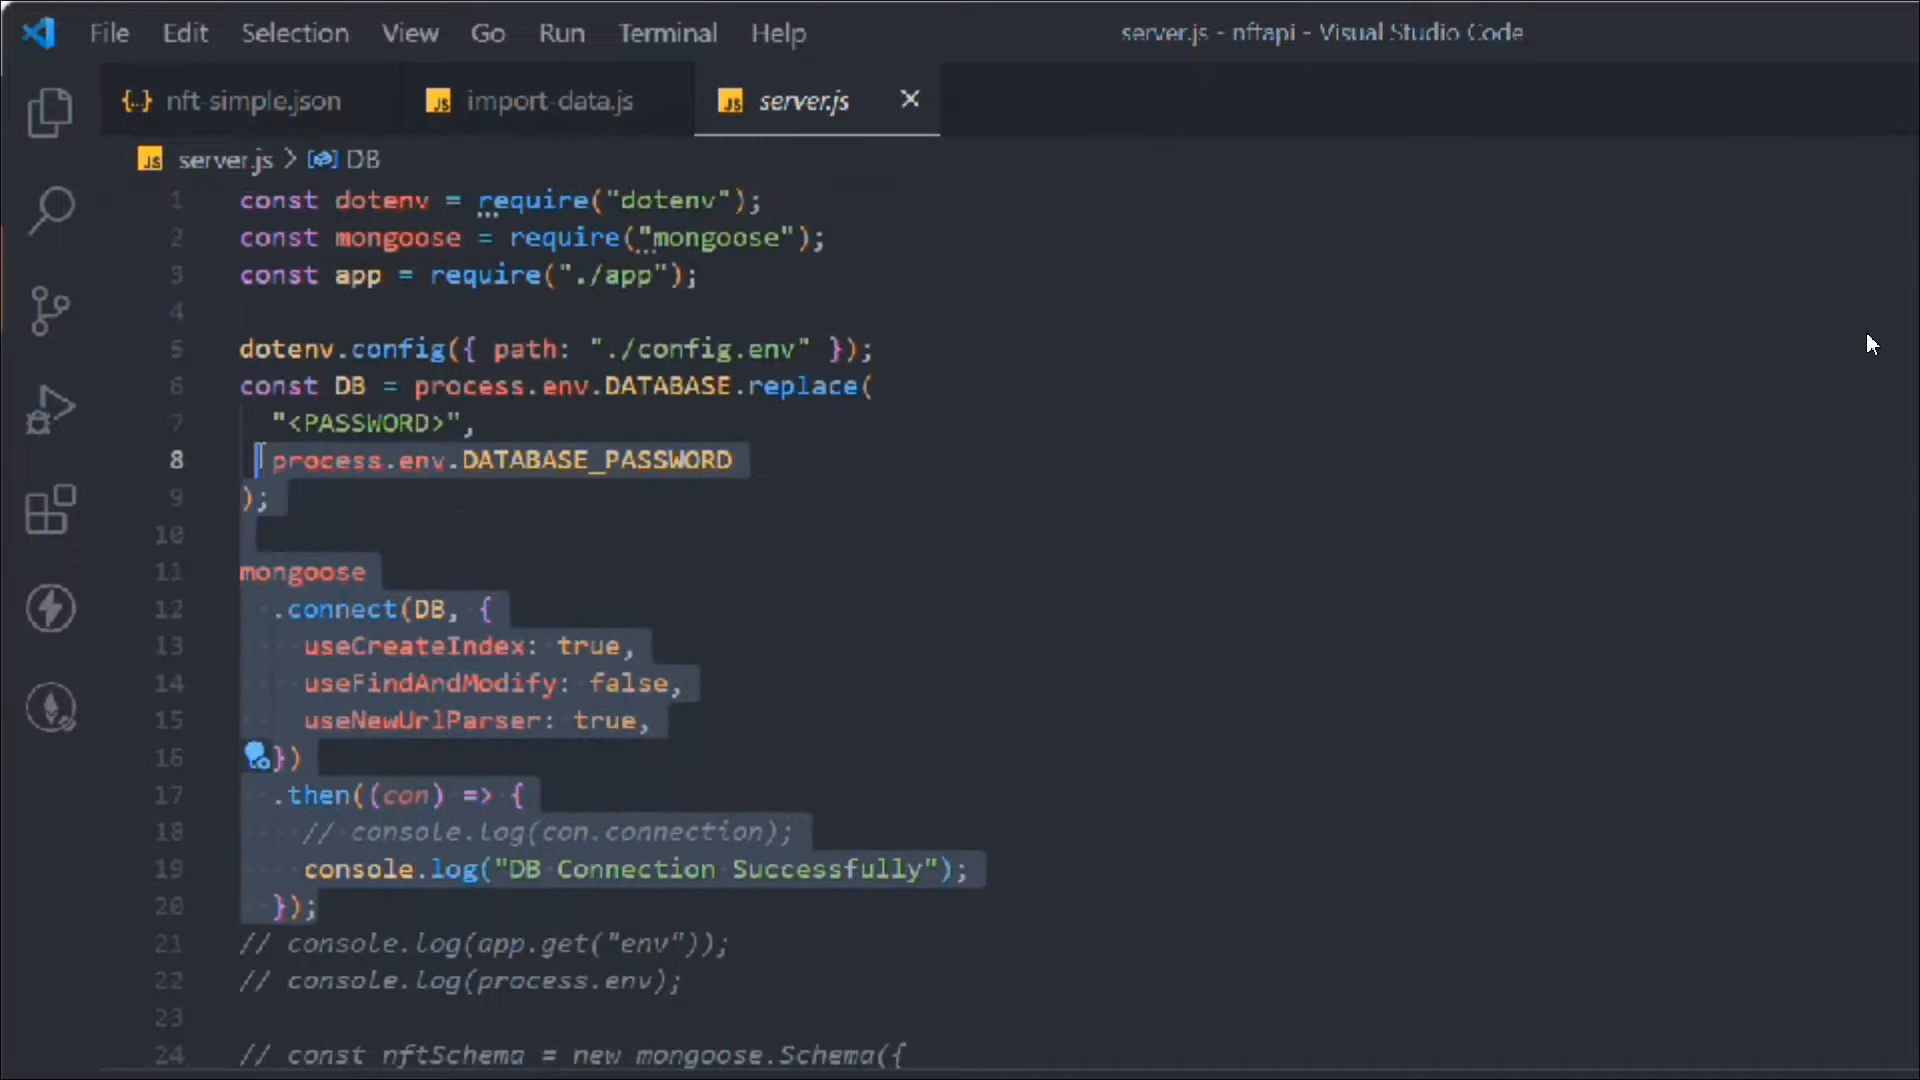 File Edit Selection View Go Run Terminal Help server.js - nftapi - Visual Studio Code
{..} nft-simple.json JS import-data.js JS server.js
JS server.js > DB
1 const dotenv = require("dotenv");
2 const mongoose = require("mongoose");
3 const app = require("./app");
4
5 dotenv.config({ path: "./config.env" });
6 const DB = process.env.DATABASE.replace(
7 "<PASSWORD>",
8 process.env.DATABASE_PASSWORD
9 );
10
11 mongoose
12 .connect(DB, {
13 useCreateIndex: true,
14 useFindAndModify: false,
15 useNewUrlParser: true,
16 })
17 .then((con) => {
18 // console.log(con.connection);
19 console.log("DB Connection Successfully");
20 });
21 // console.log(app.get("env"));
22 // console.log(process.env);
23
24 // const nftSchema = new mongoose.Schema({